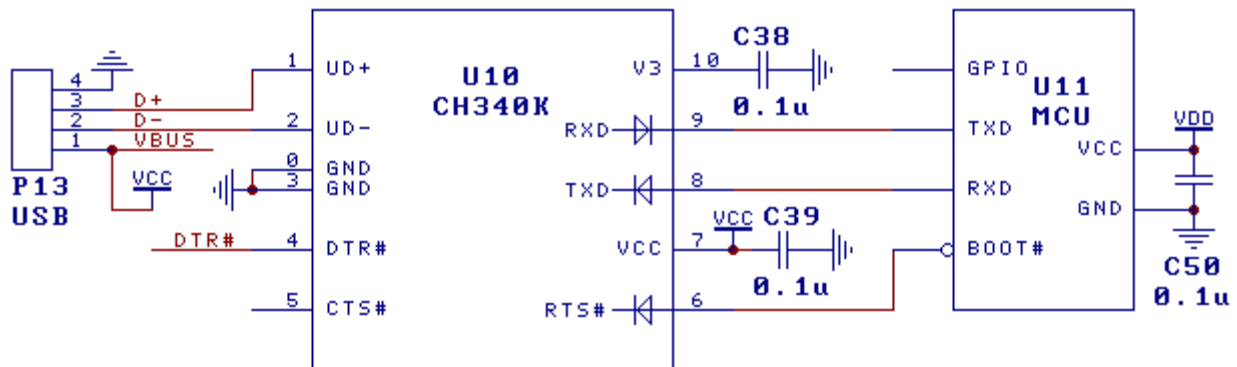 C38
1 UD+ U10 V3 10 GPIO
4 CH340K 0.1u U11
3 D+ MCU
2 D- 2 UD- RXD 9 TXD VDD
1 VBUS VCC
0 GND
P13 VCC 3 GND TXD 8 RXD
USB VCC C39 GND
DTR# 4 DTR# VCC 7 BOOT#
0.1u C50
5 CTS# RTS# 6 0.1u